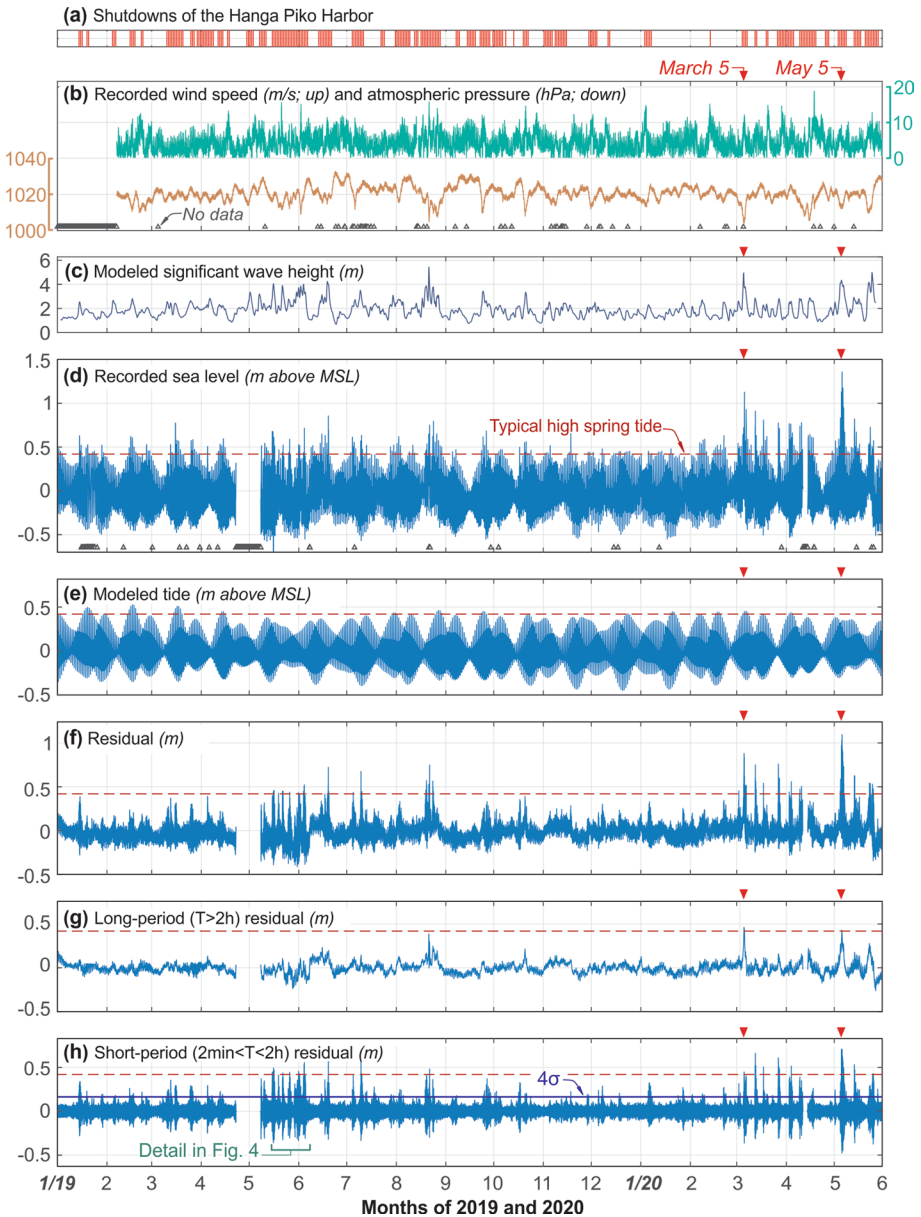 (a) Shutdowns of the Hanga Piko Harbor
March 5 May 5
(b) Recorded wind speed (m/s; up) and atmospheric pressure (hPa; down)
20
10
0
1040
1020
1000
No data
(c) Modeled significant wave height (m)
6
4
2
0
(d) Recorded sea level (m above MSL)
Typical high spring tide
1.5
1
0.5
0
-0.5
(e) Modeled tide (m above MSL)
0.5
0
-0.5
(f) Residual (m)
1
0.5
0
-0.5
(g) Long-period (T>2h) residual (m)
0.5
0
-0.5
(h) Short-period (2min<T<2h) residual (m)
4σ
0.5
0
-0.5
Detail in Fig. 4
1/19 2 3 4 5 6 7 8 9 10 11 12 1/20 2 3 4 5 6
Months of 2019 and 2020